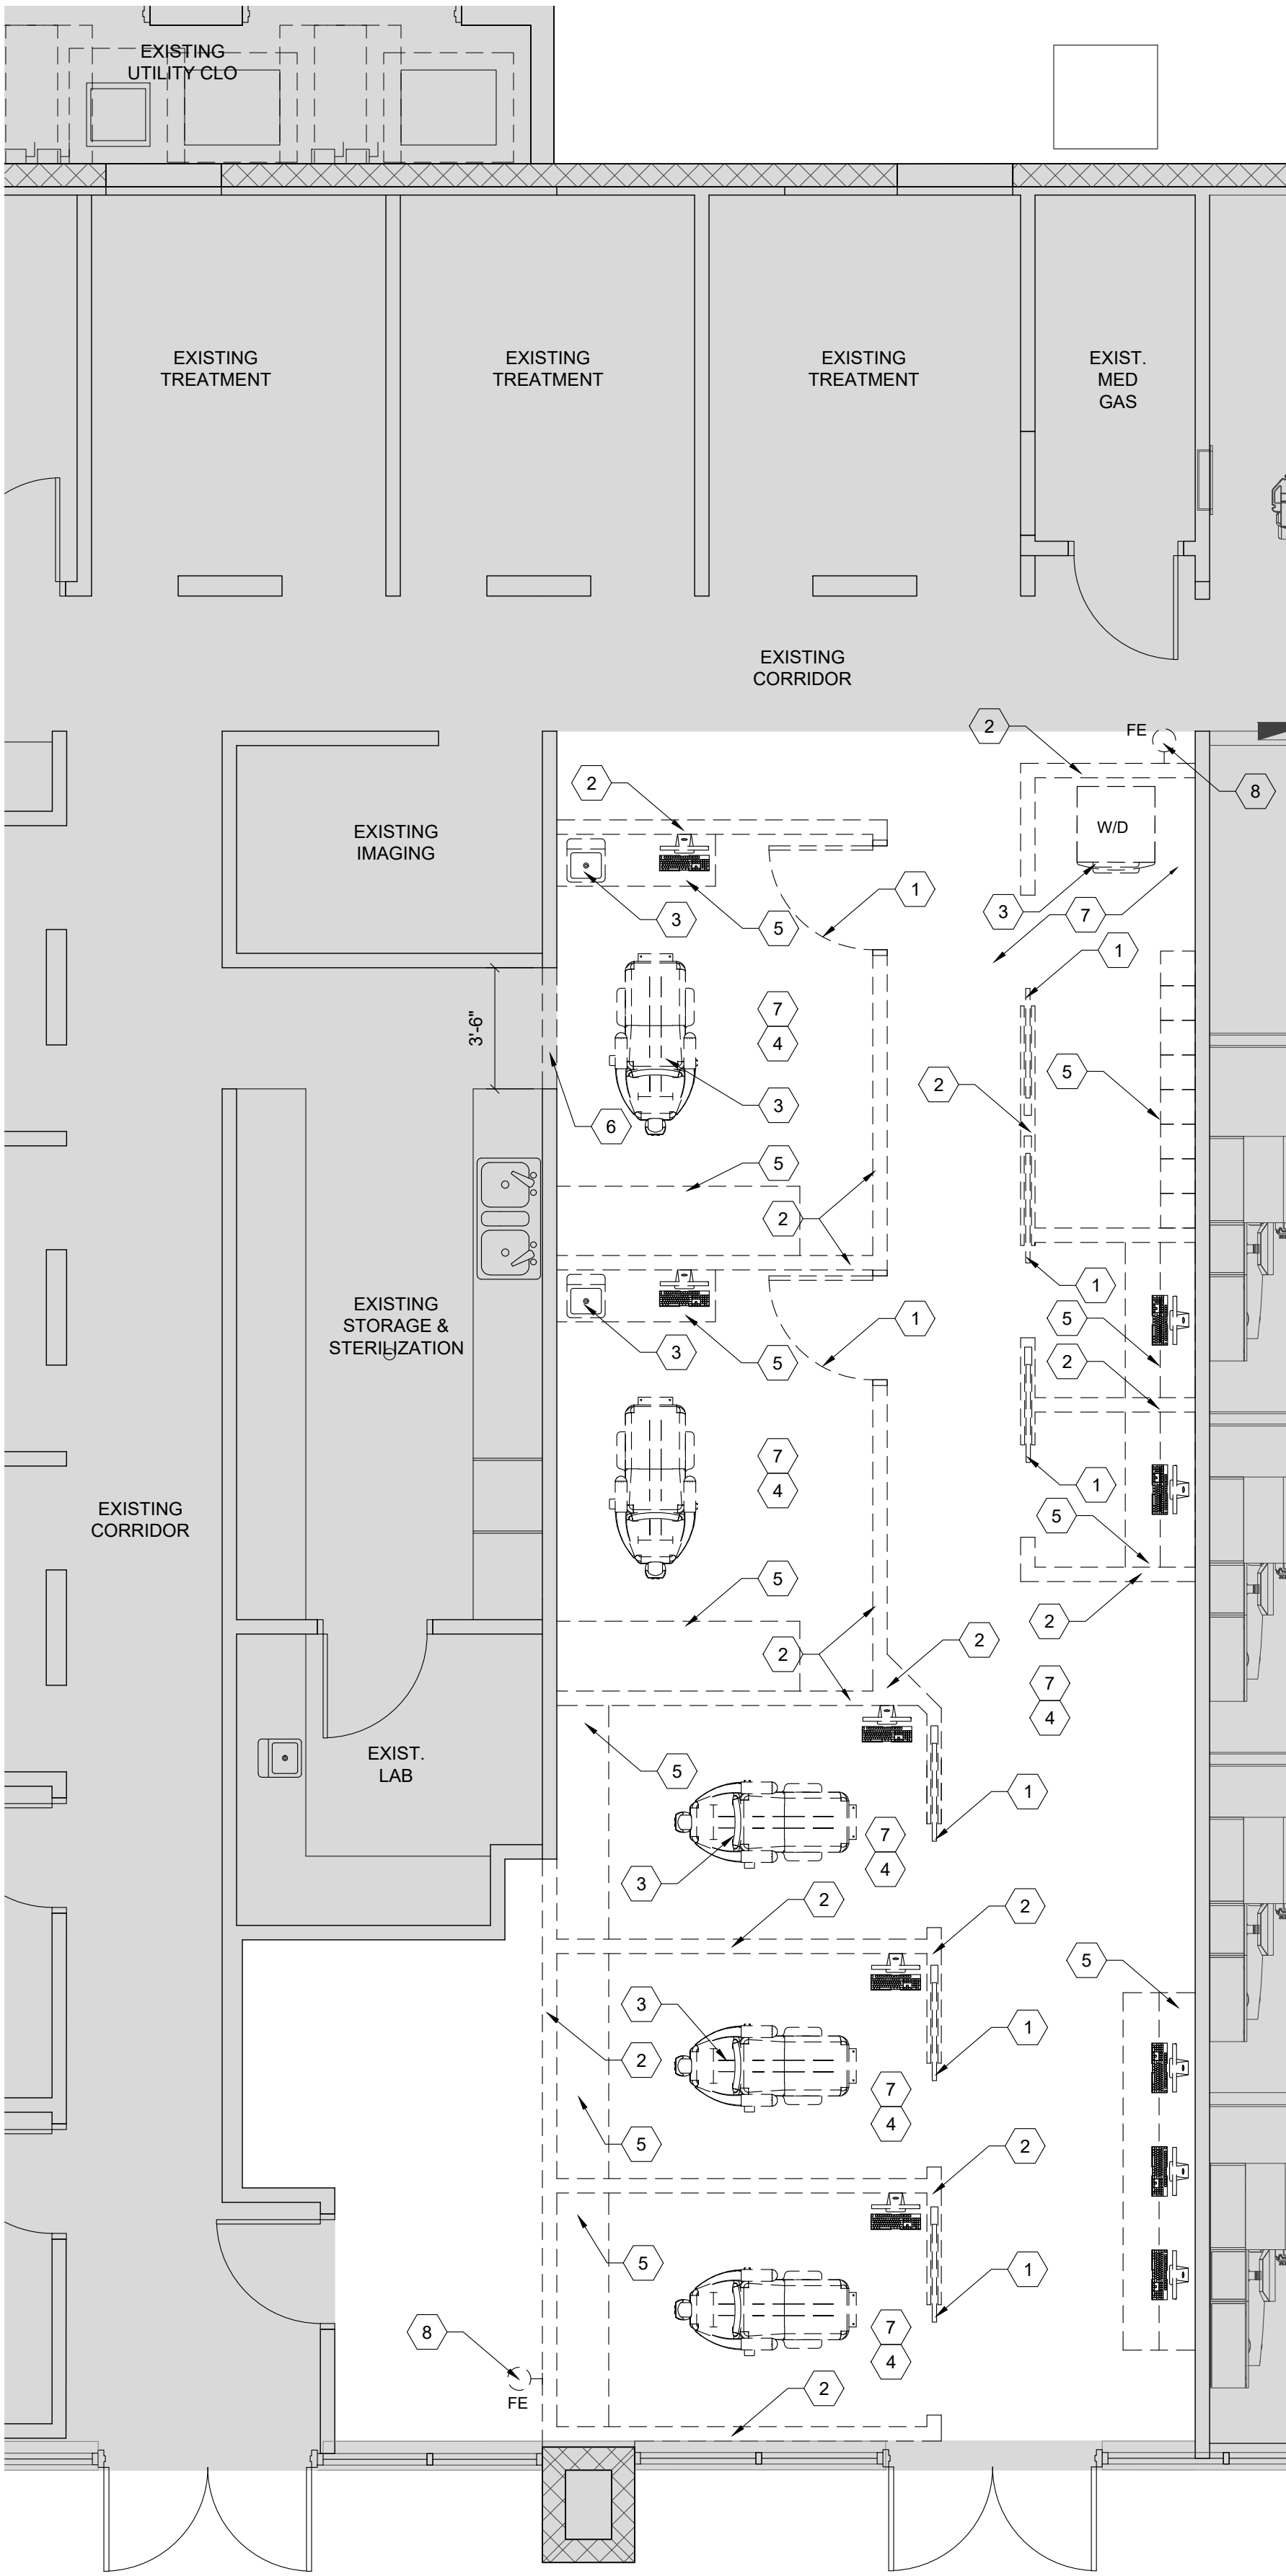 EXISTING
UTILITY CLO
EXISTING
TREATMENT
EXISTING
TREATMENT
EXISTING
TREATMENT
EXIST.
MED
GAS
EXISTING
CORRIDOR
2
FE
8
2
W/D
EXISTING
IMAGING
3
5
1
3
7
1
3'-6"
7
4
5
2
3
6
5
2
1
EXISTING
STORAGE &
STERILIZATION
3
5
1
5
2
7
4
1
EXISTING
CORRIDOR
5
5
2
2
2
7
4
EXIST.
LAB
5
1
7
4
3
2
2
5
3
1
2
7
4
5
2
5
1
8
7
4
FE
2